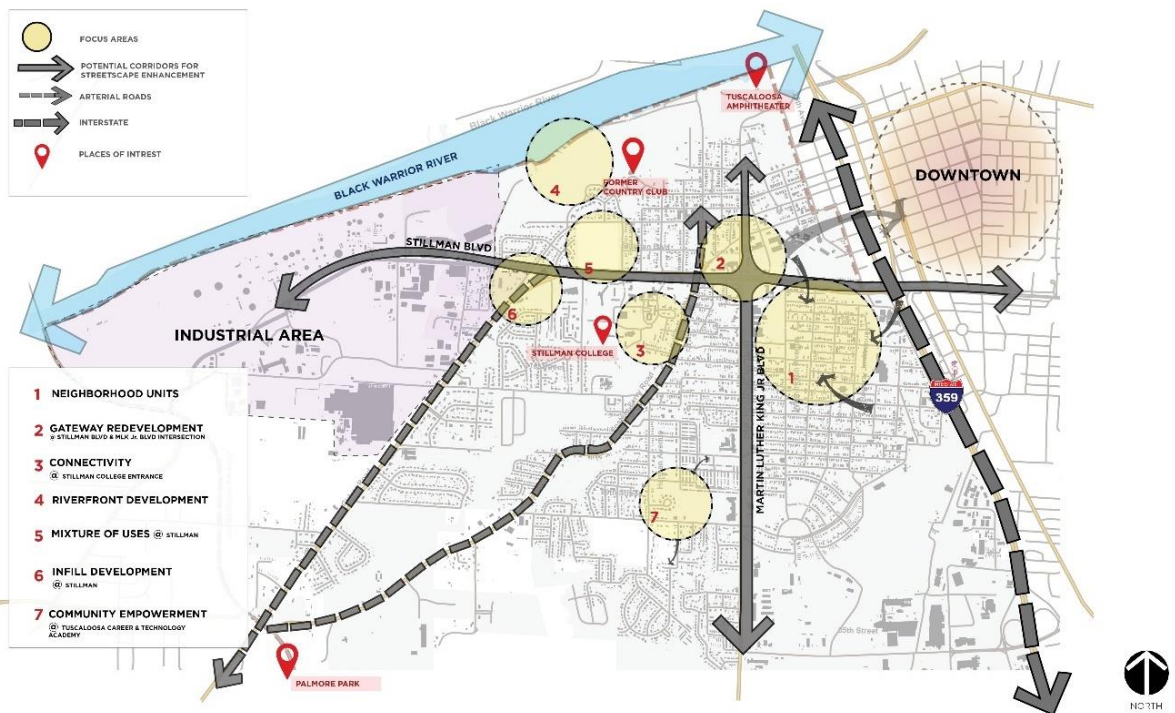 FOCUS AREAS
POTENTIAL CORRIDORS FOR
STREETSCAPE ENHANCEMENT
ARTERIAL ROADS
INTERSTATE
PLACES OF INTREST
Black Warrior River
BLACK WARRIOR RIVER
TUSCALOOSA
AMPHITHEATER
FORMER
COUNTRY CLUB
DOWNTOWN
STILLMAN BLVD
INDUSTRIAL AREA
STILLMAN COLLEGE
MARTIN LUTHER KING JR BLVD
359
4
5
2
6
3
1
7
35th Street
PALMORE PARK
1 NEIGHBORHOOD UNITS
2 GATEWAY REDEVELOPMENT
@ STILLMAN BLVD & MLK Jr. BLVD INTERSECTION
3 CONNECTIVITY
@ STILLMAN COLLEGE ENTRANCE
4 RIVERFRONT DEVELOPMENT
5 MIXTURE OF USES @ STILLMAN
6 INFILL DEVELOPMENT
@ STILLMAN
7 COMMUNITY EMPOWERMENT
@ TUSCALOOSA CAREER & TECHNOLOGY
ACADEMY
NORTH